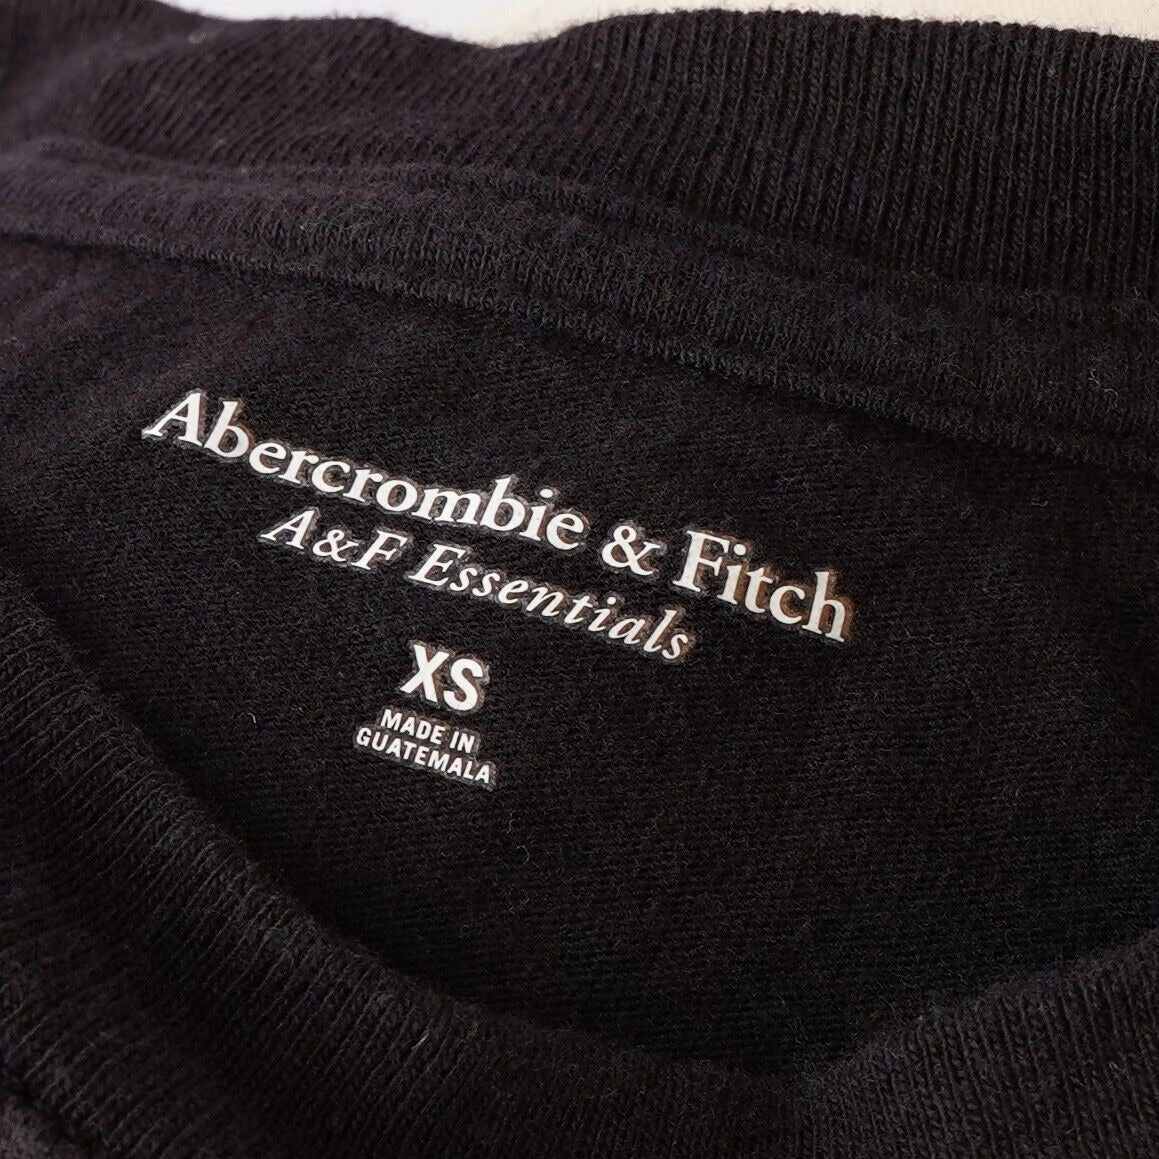 Abercrombie & Fitch
A&F Essentials
XS
MADE IN
GUATEMALA